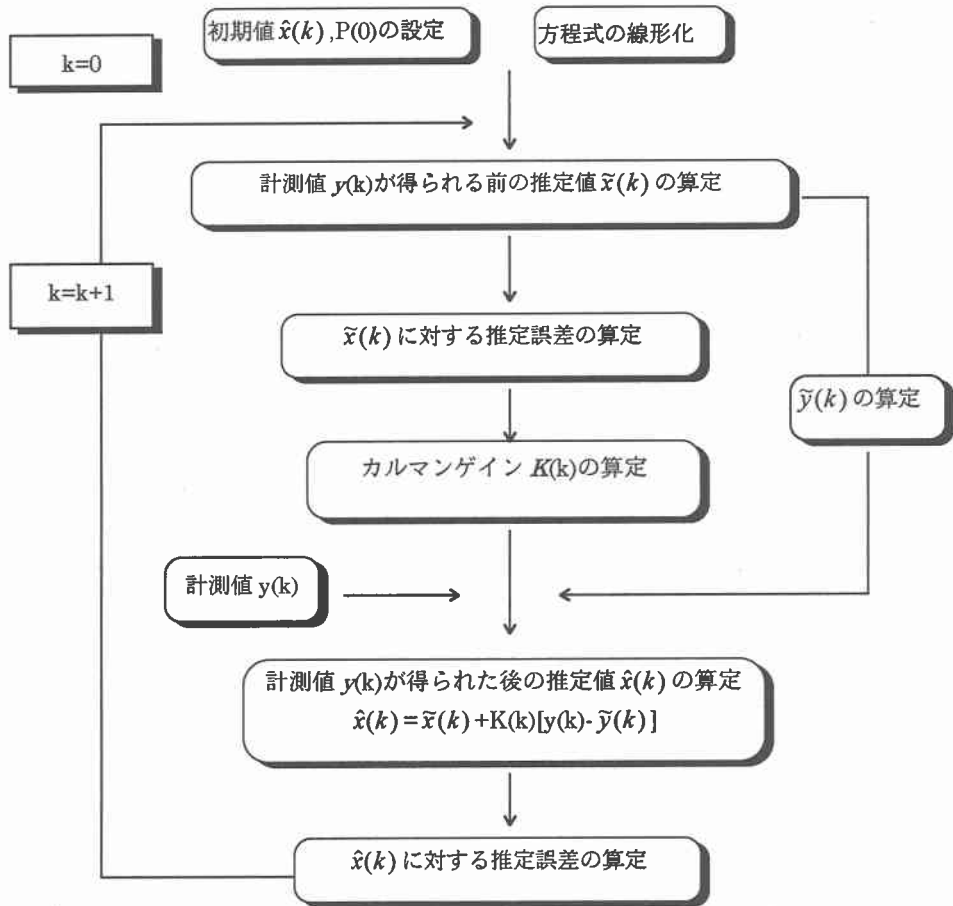 初期値 x̂(k) ,P(0)の設定
方程式の線形化
k=0
計測値 y(k)が得られる前の推定値 x̃(k) の算定
k=k+1
x̃(k) に対する推定誤差の算定
ỹ(k) の算定
カルマンゲイン K(k)の算定
計測値 y(k)
計測値 y(k)が得られた後の推定値 x̂(k) の算定
x̂(k) = x̃(k) +K(k)[y(k)- ỹ(k) ]
x̂(k) に対する推定誤差の算定